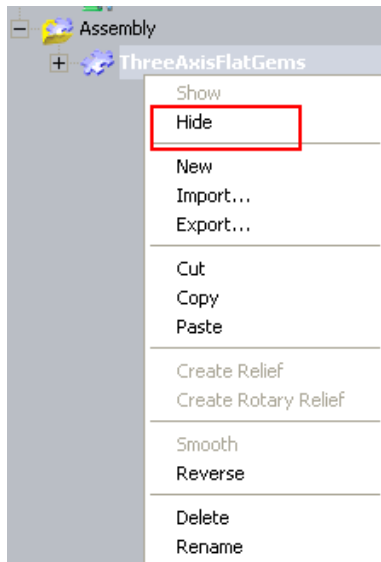 Assembly
ThreeAxisFlatGems
Show
Hide
New
Import...
Export...
Cut
Copy
Paste
Create Relief
Create Rotary Relief
Smooth
Reverse
Delete
Rename